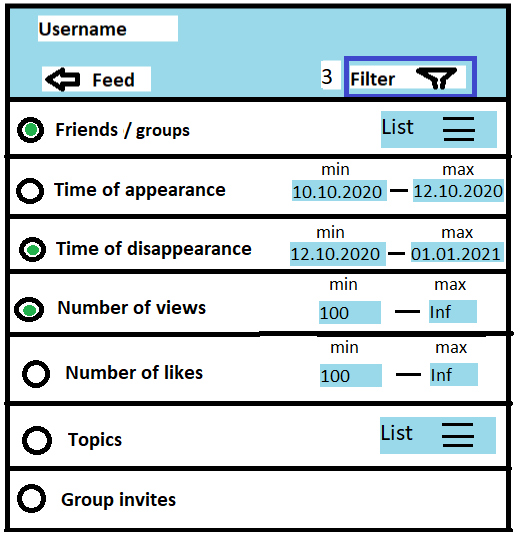 Username
Feed 3 Filter
Friends / groups List
min max
Time of appearance 10.10.2020 — 12.10.2020
min max
Time of disappearance 12.10.2020 — 01.01.2021
min max
Number of views 100 — Inf
min max
Number of likes 100 — Inf
Topics List
Group invites